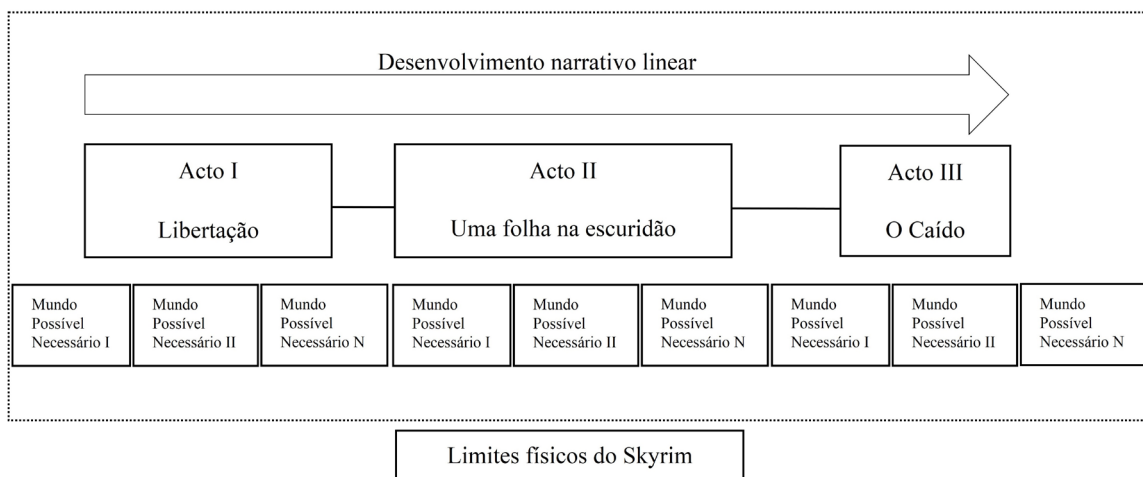 Desenvolvimento narrativo linear
Acto I
Libertação
Acto II
Uma folha na escuridão
Acto III
O Caído
Mundo
Possível
Necessário I
Mundo
Possível
Necessário II
Mundo
Possível
Necessário N
Mundo
Possível
Necessário I
Mundo
Possível
Necessário II
Mundo
Possível
Necessário N
Mundo
Possível
Necessário I
Mundo
Possível
Necessário II
Mundo
Possível
Necessário N
Limites físicos do Skyrim